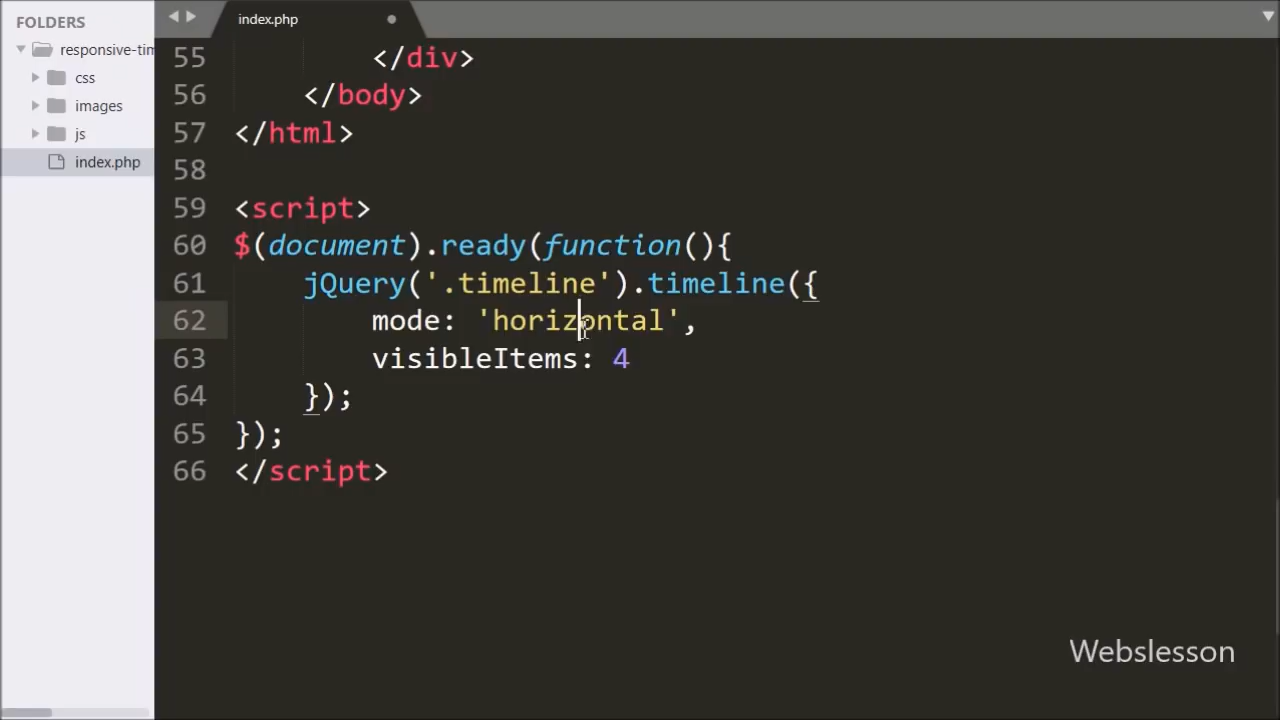 FOLDERS
responsive-tim
css
images
js
index.php
index.php
55 </div>
56 </body>
57 </html>
58
59 <script>
60 $(document).ready(function(){
61 jQuery('.timeline').timeline({
62 mode: 'horizontal',
63 visibleItems: 4
64 });
65 });
66 </script>
Webslesson